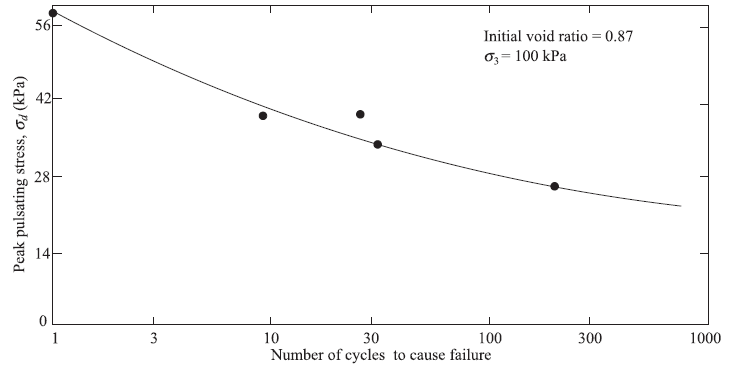 Initial void ratio = 0.87
σ3 = 100 kPa
Peak pulsating stress, σd (kPa)
56
42
28
14
0
1 3 10 30 100 300 1000
Number of cycles to cause failure